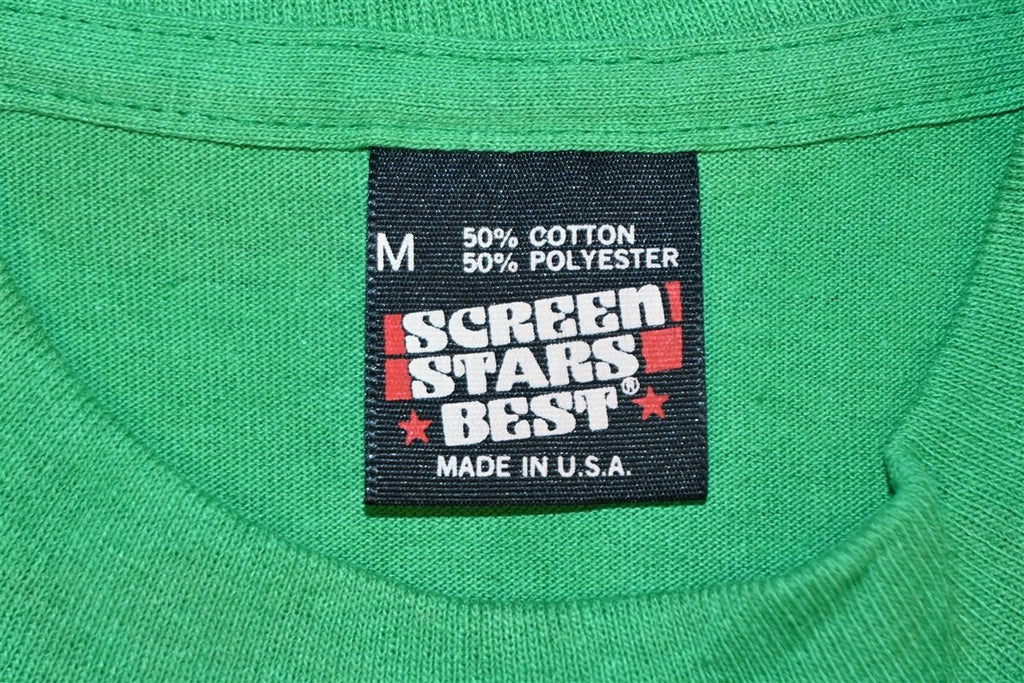 M
50% COTTON
50% POLYESTER
SCREEN
STARS
BEST®
MADE IN U.S.A.